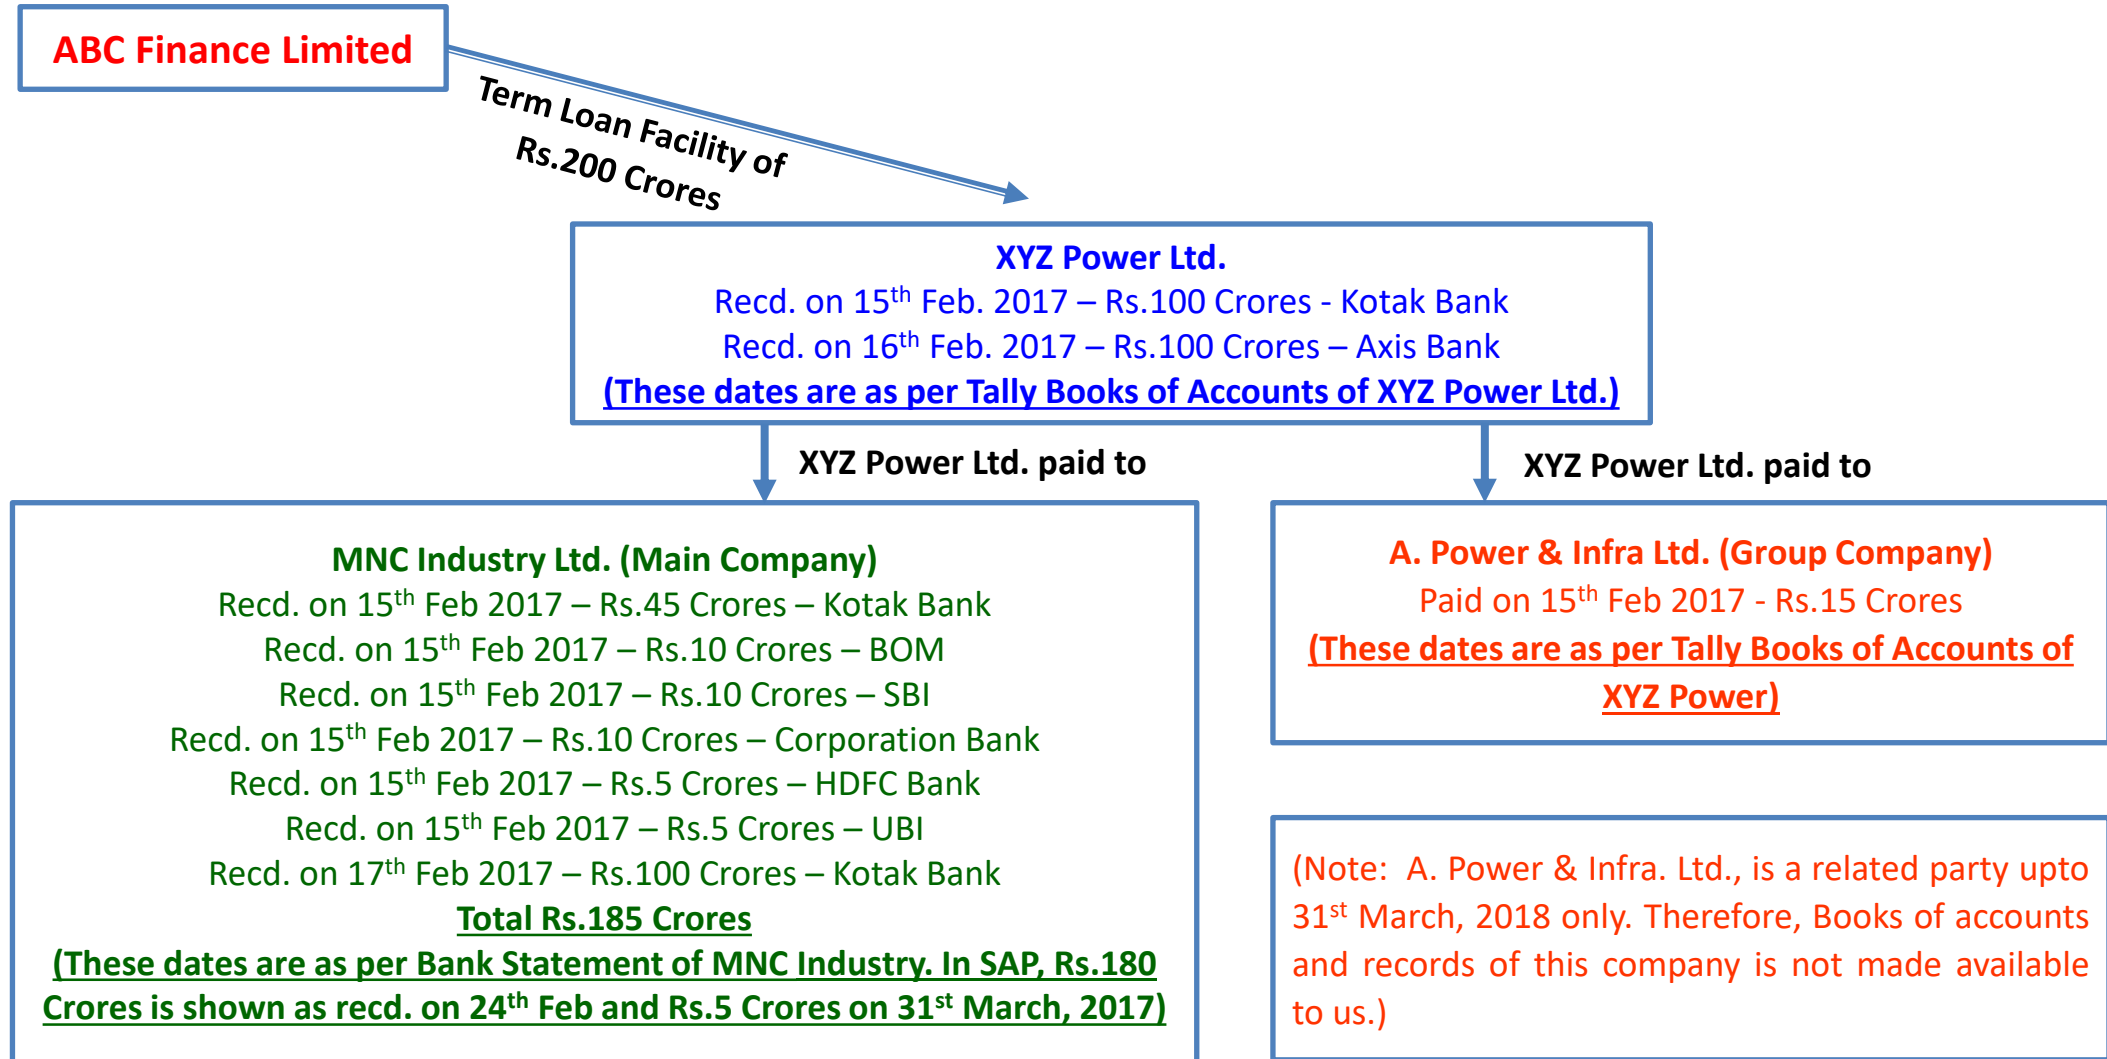 ABC Finance Limited
Term Loan Facility of
Rs.200 Crores
XYZ Power Ltd.
Recd. on 15th Feb. 2017 – Rs.100 Crores - Kotak Bank
Recd. on 16th Feb. 2017 – Rs.100 Crores – Axis Bank
(These dates are as per Tally Books of Accounts of XYZ Power Ltd.)
XYZ Power Ltd. paid to
XYZ Power Ltd. paid to
MNC Industry Ltd. (Main Company)
Recd. on 15th Feb 2017 – Rs.45 Crores – Kotak Bank
Recd. on 15th Feb 2017 – Rs.10 Crores – BOM
Recd. on 15th Feb 2017 – Rs.10 Crores – SBI
Recd. on 15th Feb 2017 – Rs.10 Crores – Corporation Bank
Recd. on 15th Feb 2017 – Rs.5 Crores – HDFC Bank
Recd. on 15th Feb 2017 – Rs.5 Crores – UBI
Recd. on 17th Feb 2017 – Rs.100 Crores – Kotak Bank
Total Rs.185 Crores
(These dates are as per Bank Statement of MNC Industry. In SAP, Rs.180
Crores is shown as recd. on 24th Feb and Rs.5 Crores on 31st March, 2017)
A. Power & Infra Ltd. (Group Company)
Paid on 15th Feb 2017 - Rs.15 Crores
(These dates are as per Tally Books of Accounts of
XYZ Power)
(Note: A. Power & Infra. Ltd., is a related party upto
31st March, 2018 only. Therefore, Books of accounts
and records of this company is not made available
to us.)